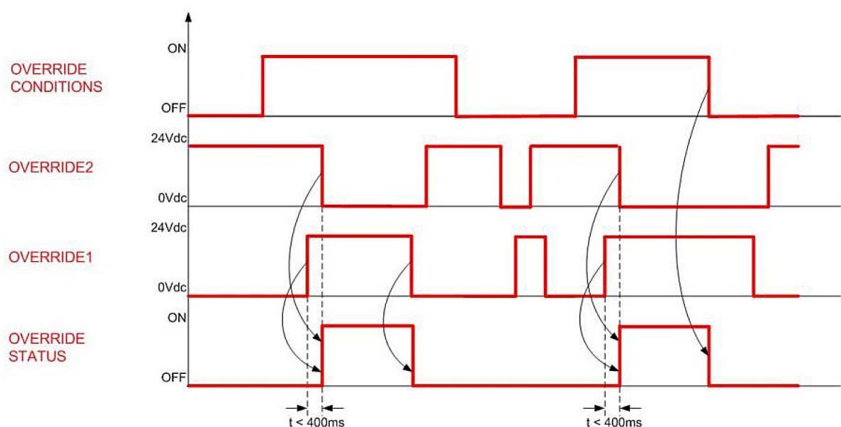 ON
OVERRIDE
CONDITIONS
OFF
24Vdc
OVERRIDE2
0Vdc
24Vdc
OVERRIDE1
0Vdc
ON
OVERRIDE
STATUS
OFF
t < 400ms
t < 400ms